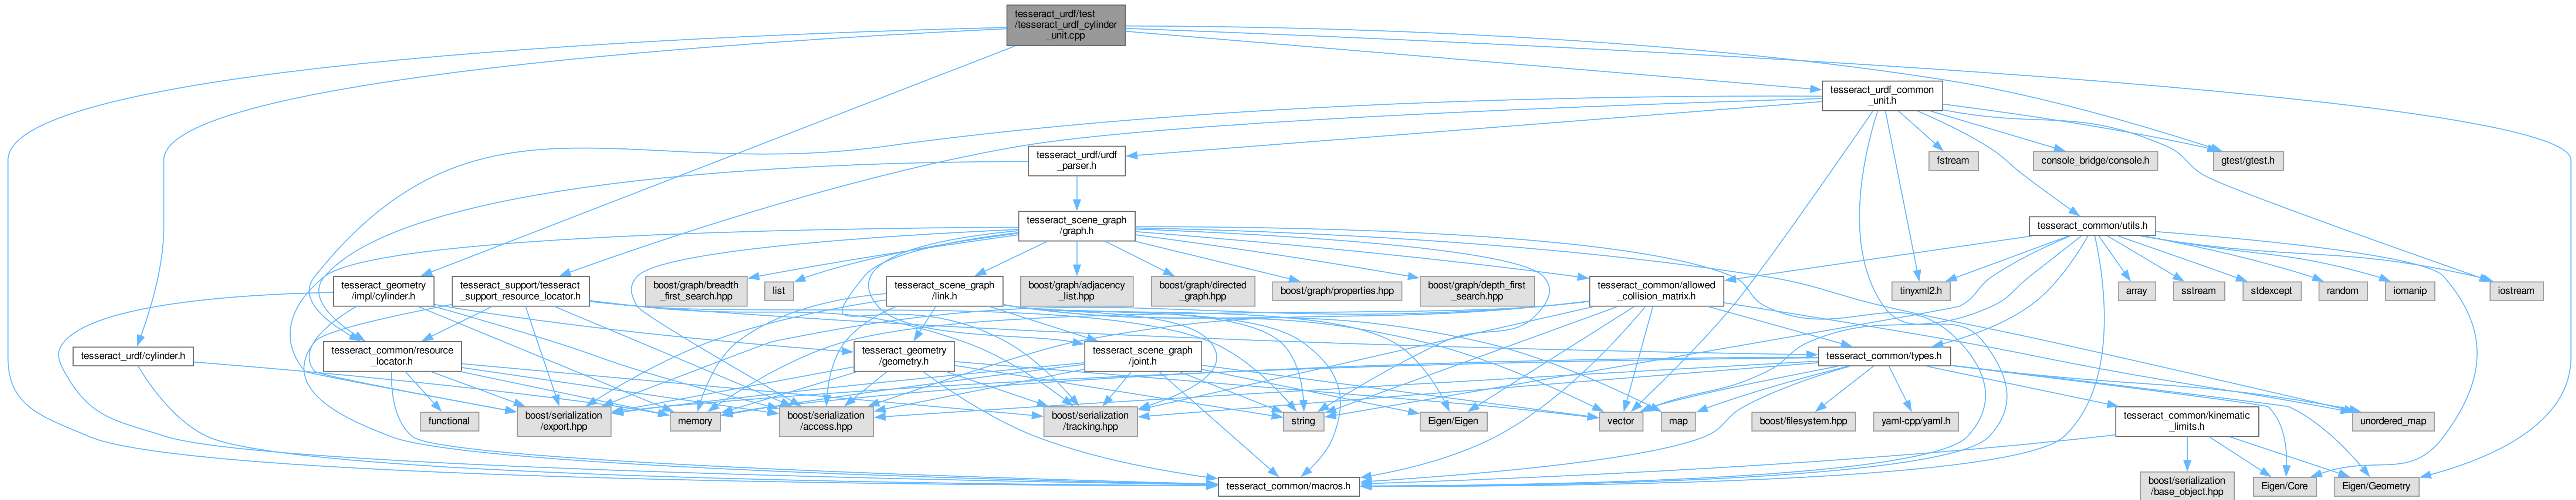 tesseract_urdf/test
/tesseract_urdf_cylinder
_unit.cpp
tesseract_urdf_common
_unit.h
tesseract_urdf/urdf
_parser.h
fstream
console_bridge/console.h
gtest/gtest.h
tesseract_scene_graph
/graph.h
tesseract_common/utils.h
tesseract_geometry
/impl/cylinder.h
tesseract_support/tesseract
_support_resource_locator.h
boost/graph/breadth
_first_search.hpp
list
tesseract_scene_graph
/link.h
boost/graph/adjacency
_list.hpp
boost/graph/directed
_graph.hpp
boost/graph/properties.hpp
boost/graph/depth_first
_search.hpp
tesseract_common/allowed
_collision_matrix.h
tinyxml2.h
array
sstream
stdexcept
random
iomanip
iostream
tesseract_urdf/cylinder.h
tesseract_common/resource
_locator.h
tesseract_geometry
/geometry.h
tesseract_scene_graph
/joint.h
tesseract_common/types.h
functional
boost/serialization
/export.hpp
memory
boost/serialization
/access.hpp
boost/serialization
/tracking.hpp
string
Eigen/Eigen
vector
map
boost/filesystem.hpp
yaml-cpp/yaml.h
tesseract_common/kinematic
_limits.h
unordered_map
tesseract_common/macros.h
boost/serialization
/base_object.hpp
Eigen/Core
Eigen/Geometry